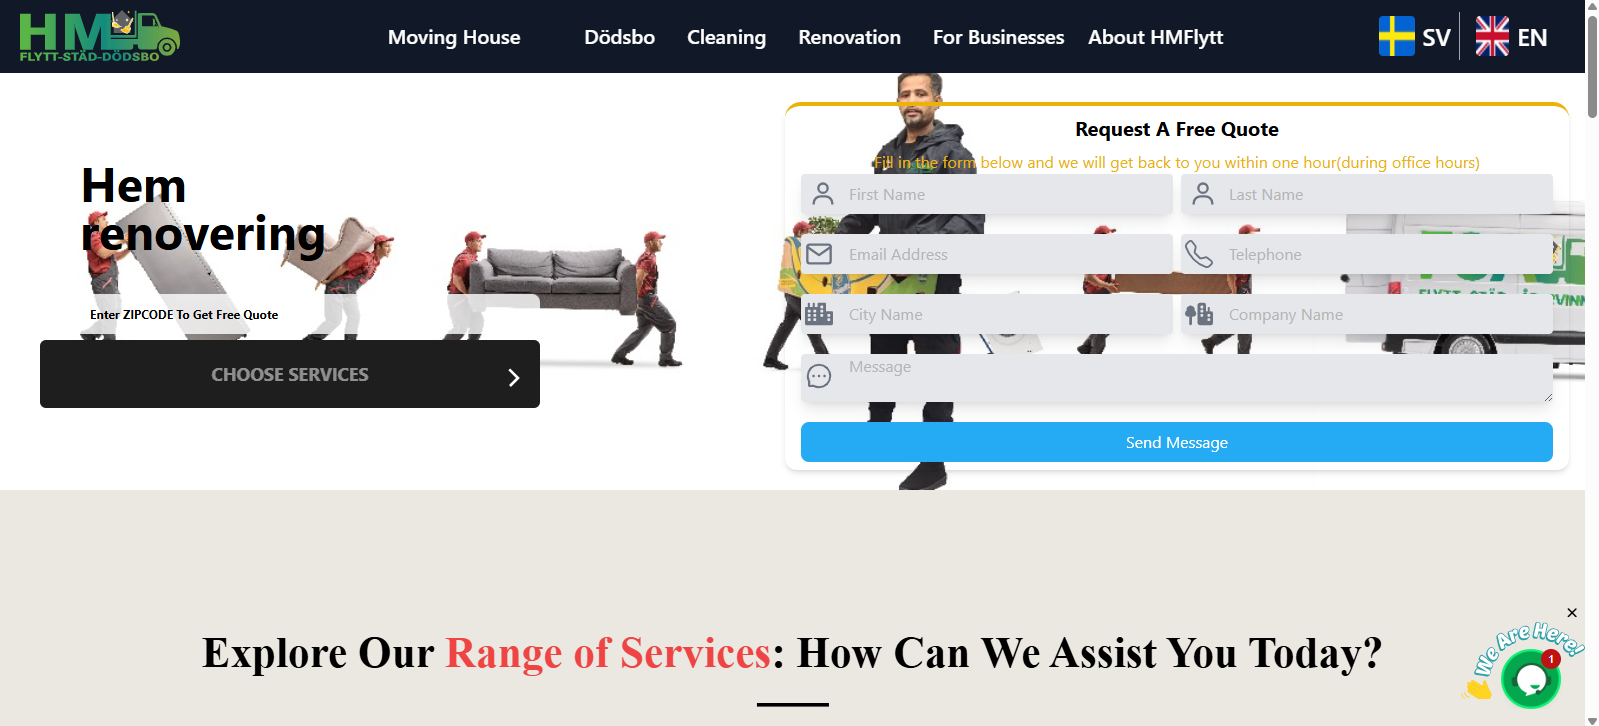 HM
FLYTT-STÄD-DÖDSBO
Moving House
Dödsbo
Cleaning
Renovation
For Businesses
About HMFlytt
SV
EN
Hem
renovering
Enter ZIPCODE To Get Free Quote
CHOOSE SERVICES
Request A Free Quote
Fill in the form below and we will get back to you within one hour(during office hours)
First Name
Last Name
Email Address
Telephone
City Name
Company Name
Message
Send Message
Explore Our Range of Services: How Can We Assist You Today?
We Are Here!
1